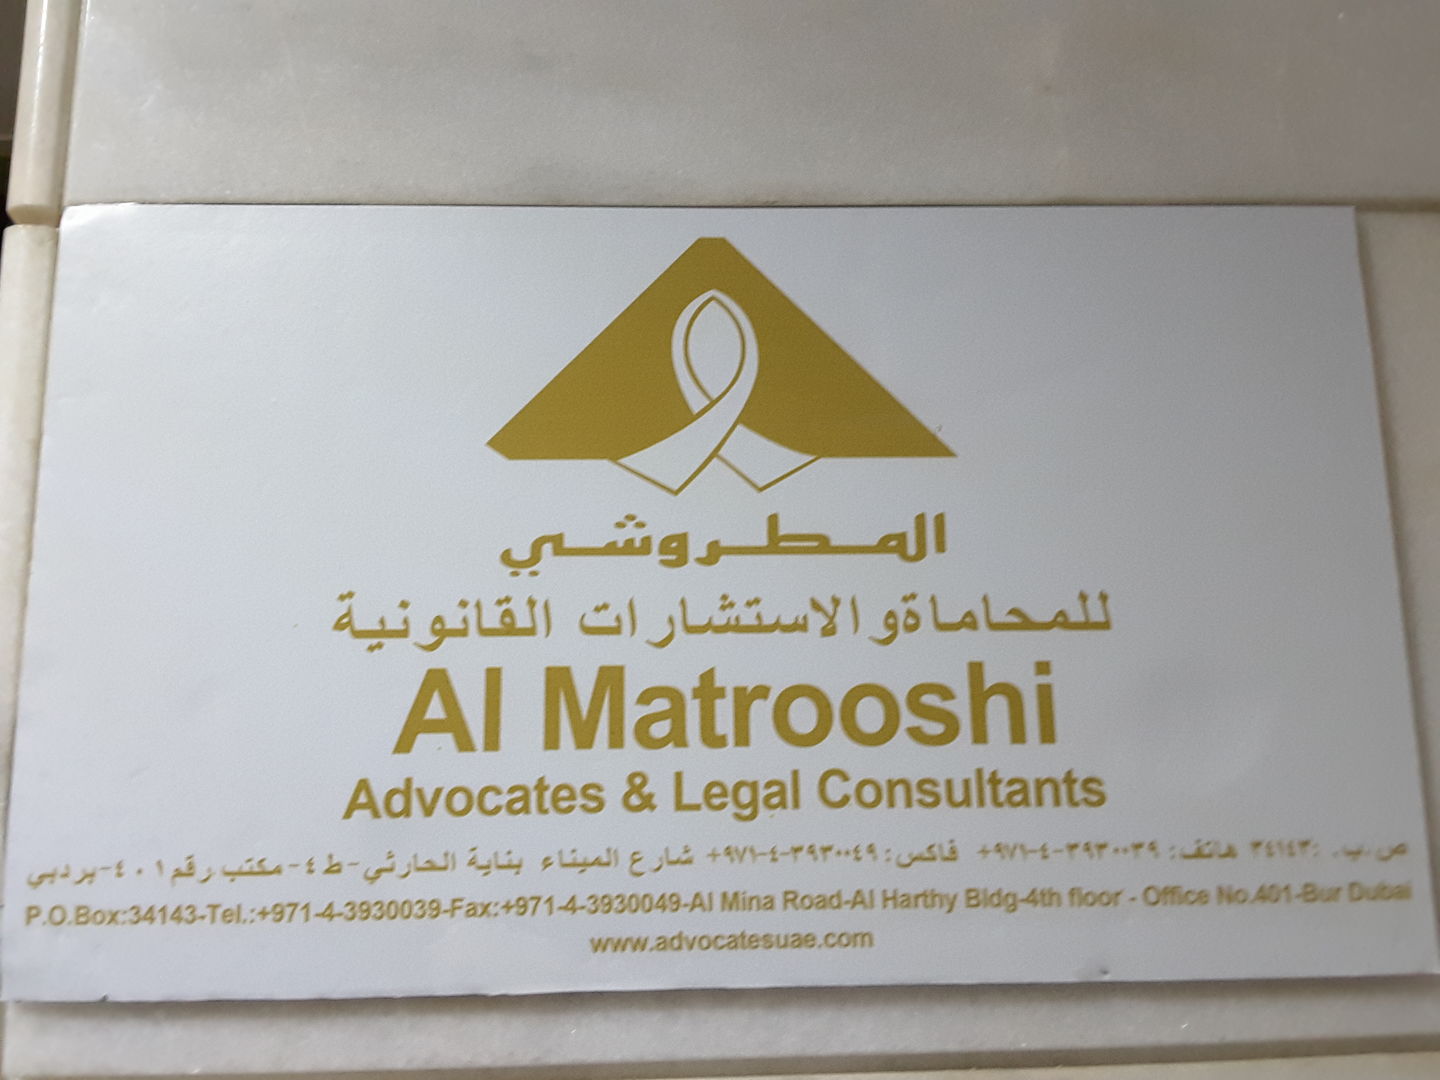 المطروشي
للمحاماة والاستشارات القانونية
Al Matrooshi
Advocates & Legal Consultants
ص.ب.: ٣٤١٤٣ هاتف: ٣٩٣٠٠٣٩-٤-٩٧١+ فاكس: ٣٩٣٠٠٤٩-٤-٩٧١+ شارع الميناء بناية الحارثي-ط٤-مكتب رقم ٤٠١-بردبي
P.O.Box:34143-Tel.:+971-4-3930039-Fax:+971-4-3930049-Al Mina Road-Al Harthy Bldg-4th floor - Office No.401-Bur Dubai
www.advocatesuae.com